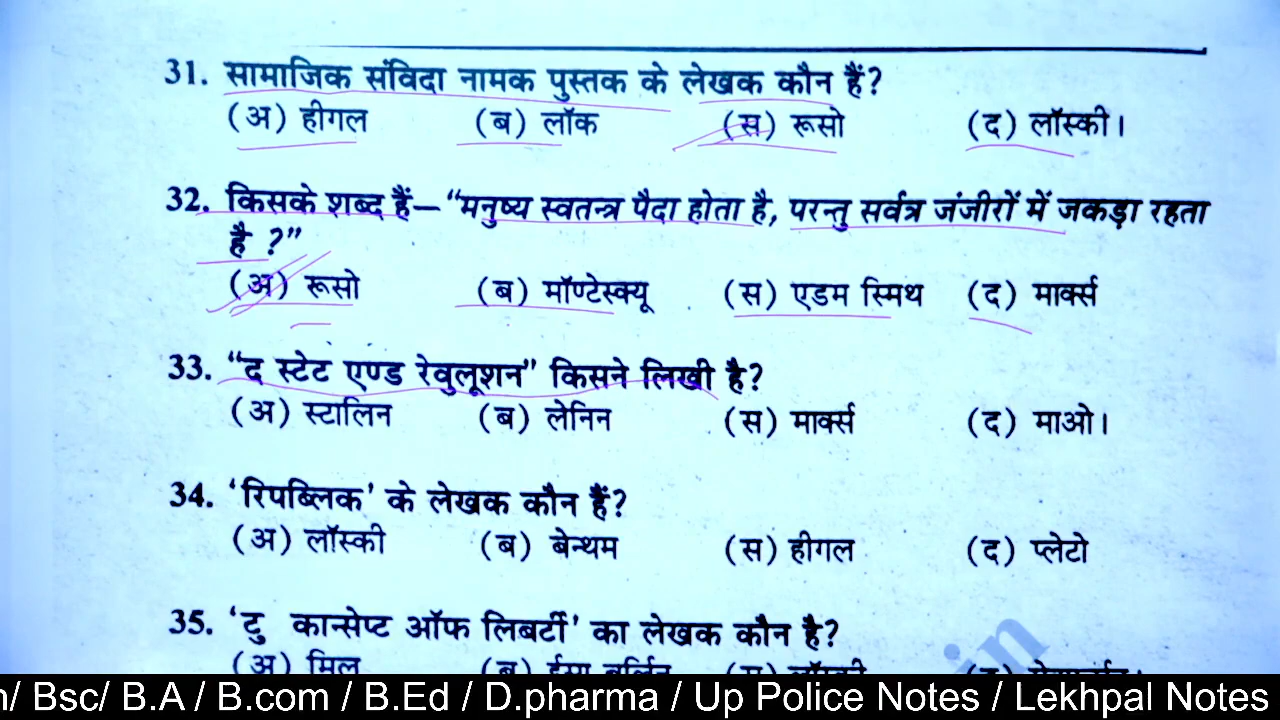 31. सामाजिक संविदा नामक पुस्तक के लेखक कौन हैं?
(अ) हीगल (ब) लॉक (स) रूसो (द) लॉस्की।
32. किसके शब्द हैं—“मनुष्य स्वतन्त्र पैदा होता है, परन्तु सर्वत्र जंजीरों में जकड़ा रहता
है ?”
(अ) रूसो (ब) मॉण्टेस्क्यू (स) एडम स्मिथ (द) मार्क्स
33. “द स्टेट एण्ड रेवुलूशन” किसने लिखी है?
(अ) स्टालिन (ब) लेनिन (स) मार्क्स (द) माओ।
34. ‘रिपब्लिक’ के लेखक कौन हैं?
(अ) लॉस्की (ब) बेन्थम (स) हीगल (द) प्लेटो
35. ‘टु कान्सेप्ट ऑफ लिबर्टी’ का लेखक कौन है?
(अ) मिल (ब) (स) लॉस्की (द)
in
/ Bsc/ B.A / B.com / B.Ed / D.pharma / Up Police Notes / Lekhpal Notes